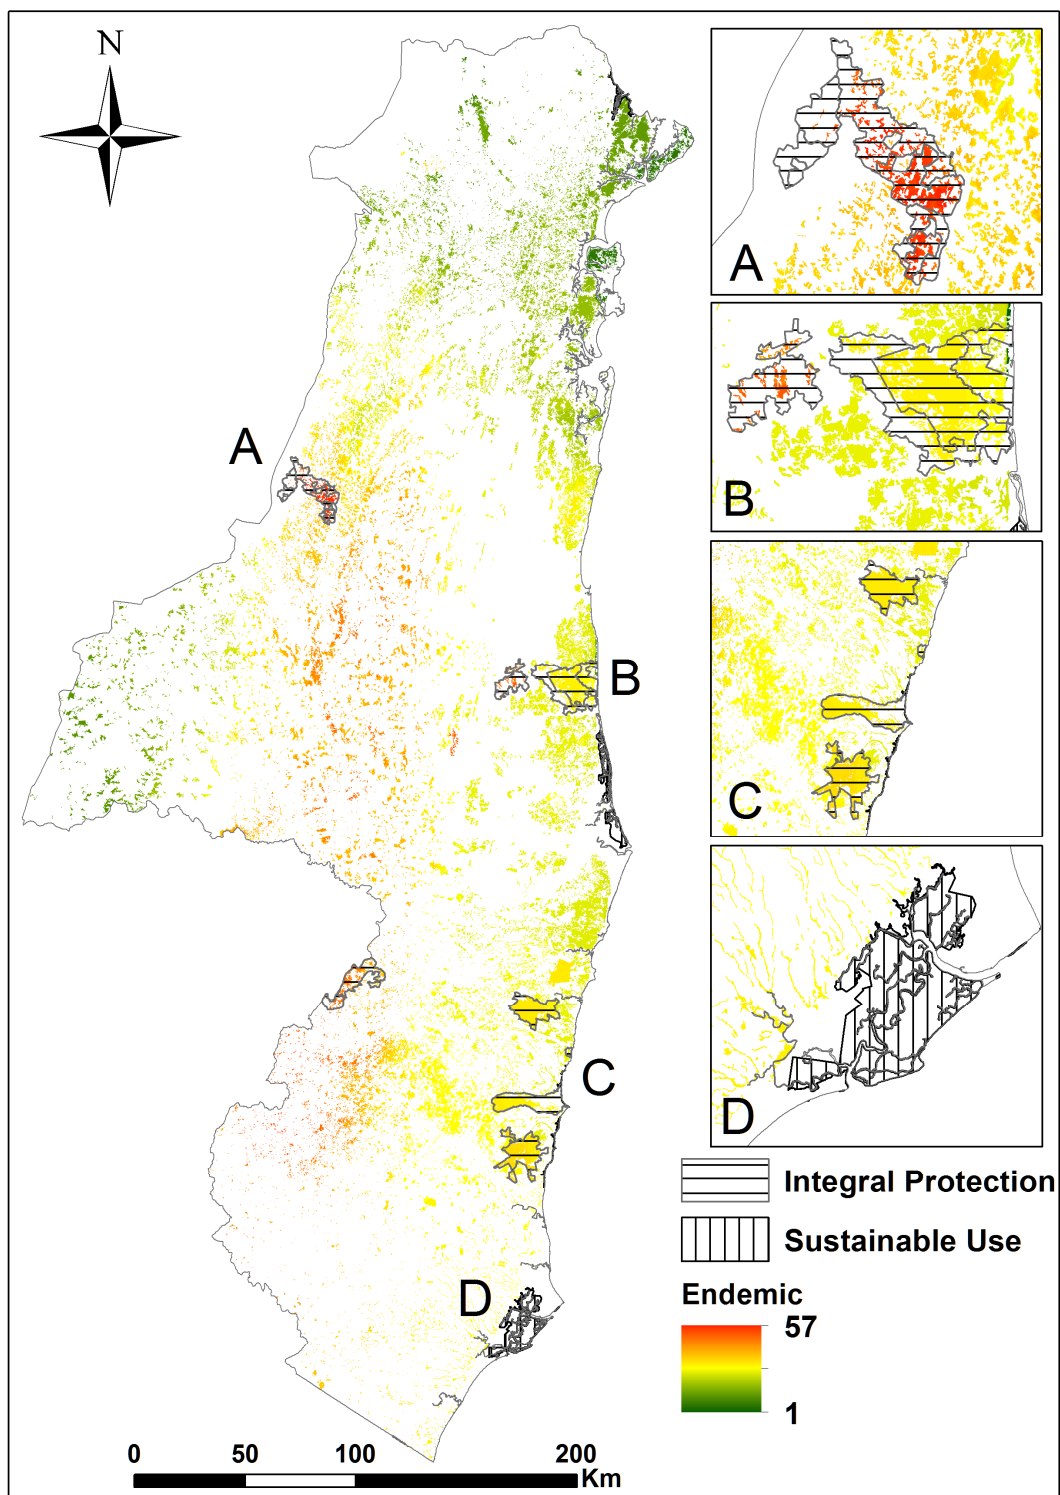 N
A
B
C
D
A
B
C
D
Integral Protection
Sustainable Use
Endemic
57
1
0 50 100 200
Km